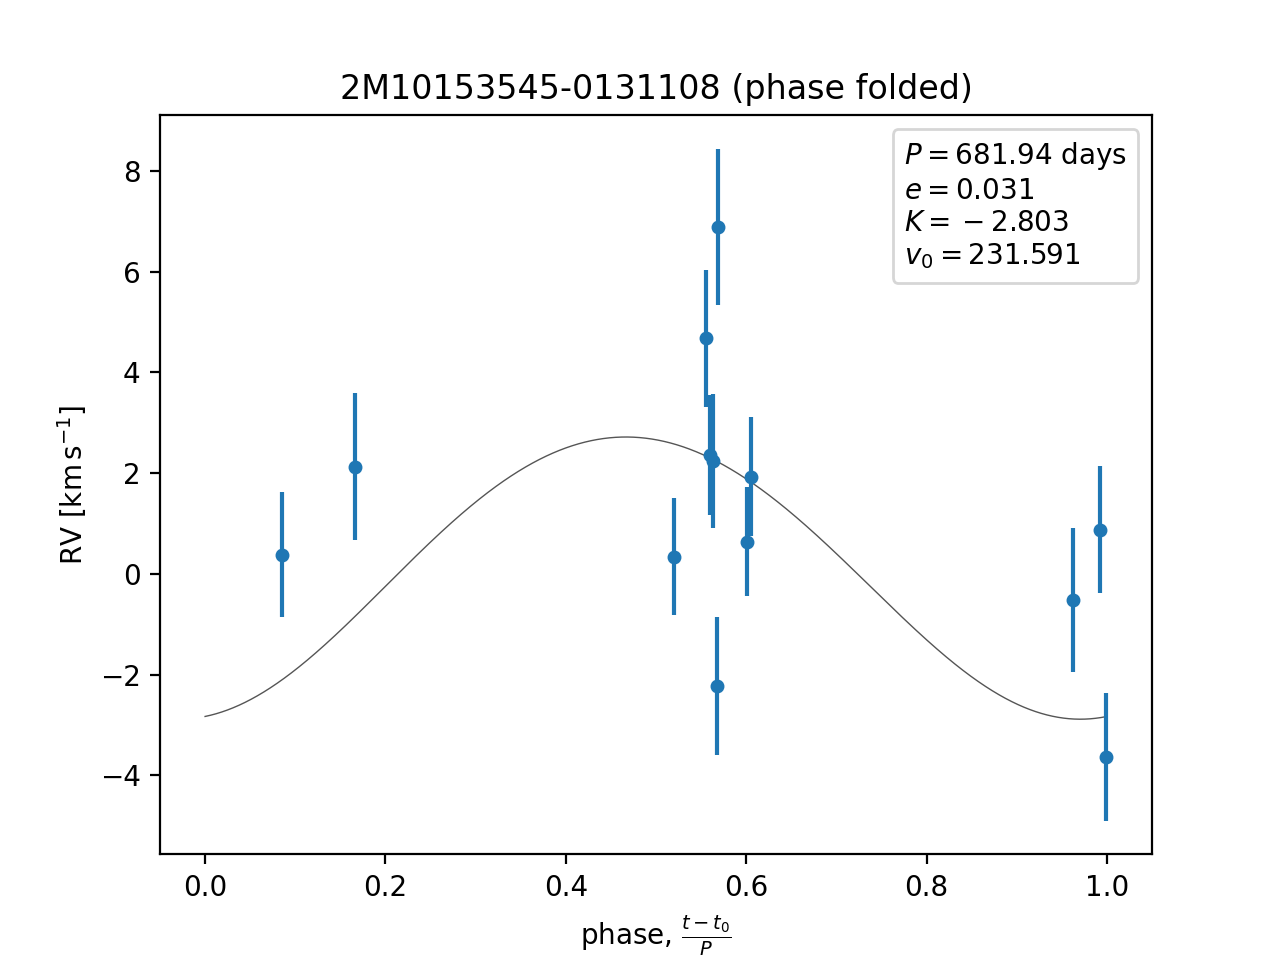 2M10153545-0131108 (phase folded)
P = 681.94 days
e = 0.031
K = −2.803
v₀ = 231.591
8
6
4
2
0
−2
−4
RV [km s⁻¹]
0.0 0.2 0.4 0.6 0.8 1.0
phase, (t − t₀)/P